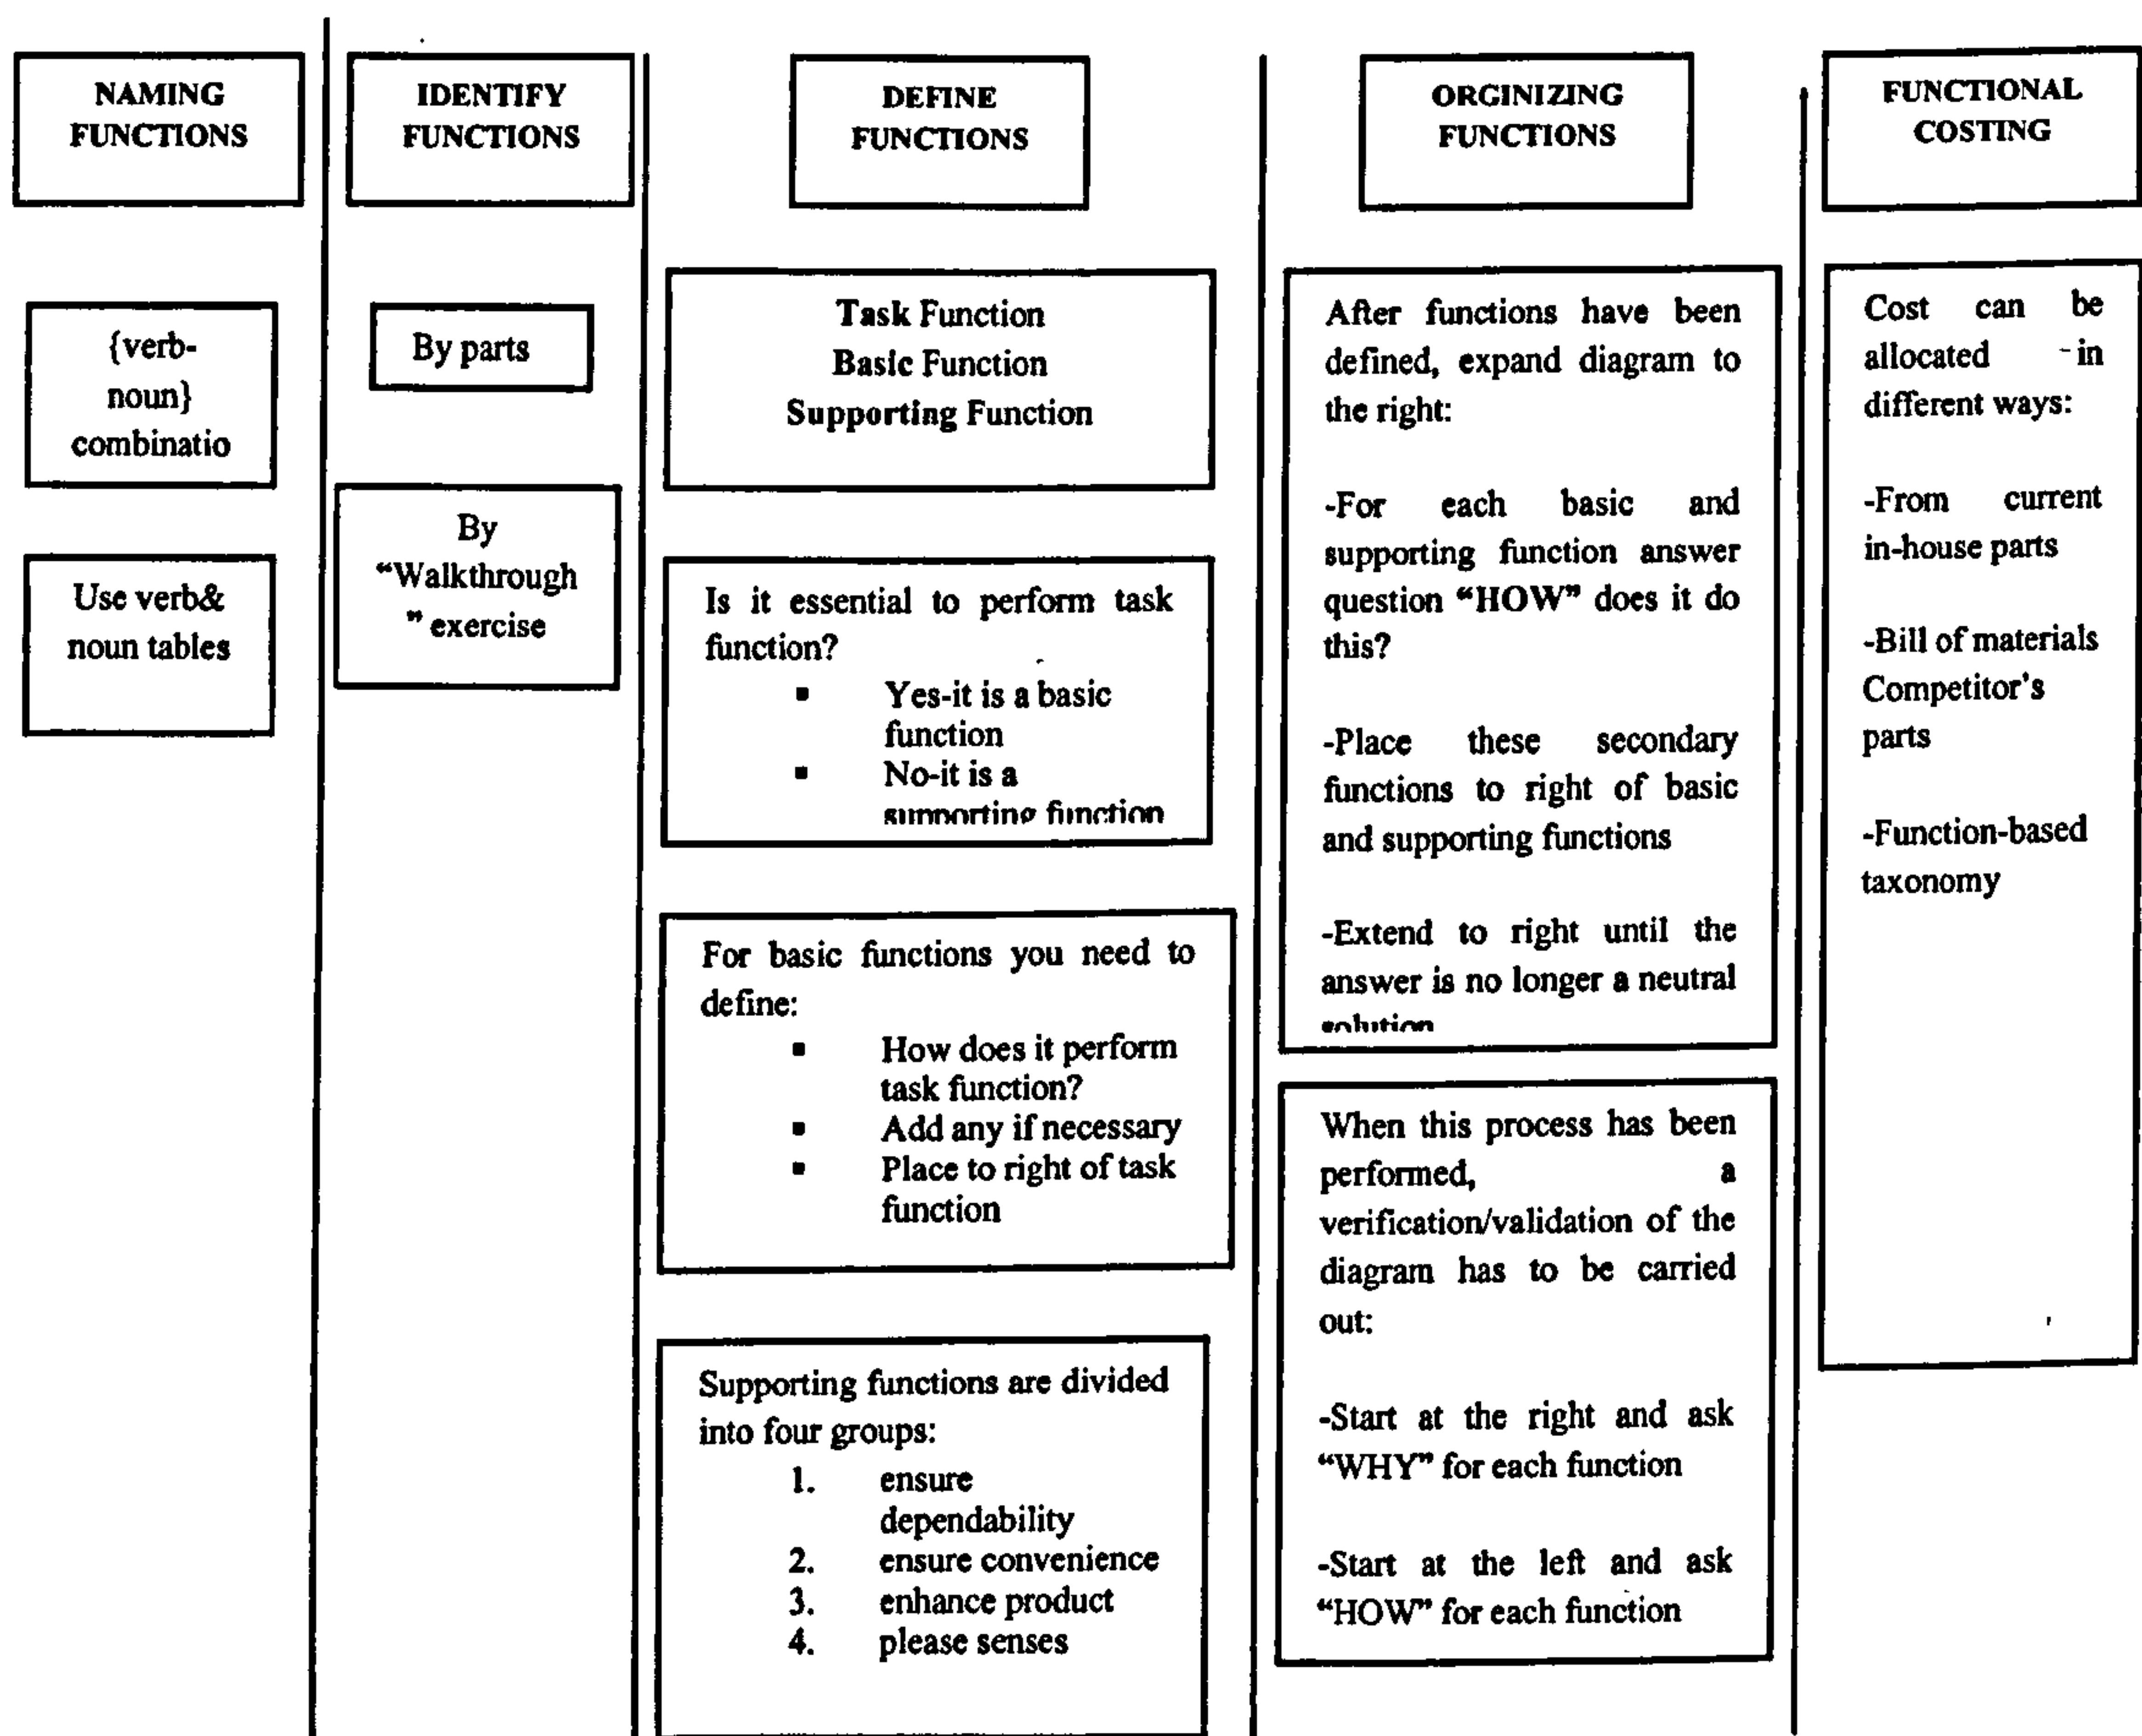 NAMING
FUNCTIONS
{verb-
noun}
combinatio
Use verb&
noun tables
IDENTIFY
FUNCTIONS
By parts
By
“Walkthrough
” exercise
DEFINE
FUNCTIONS
Task Function
Basic Function
Supporting Function
Is it essential to perform task
function?
▪ Yes-it is a basic
function
▪ No-it is a
supporting function
For basic functions you need to
define:
▪ How does it perform
task function?
▪ Add any if necessary
▪ Place to right of task
function
Supporting functions are divided
into four groups:
1. ensure
dependability
2. ensure convenience
3. enhance product
4. please senses
ORGINIZING
FUNCTIONS
After functions have been
defined, expand diagram to
the right:
-For each basic and
supporting function answer
question “HOW” does it do
this?
-Place these secondary
functions to right of basic
and supporting functions
-Extend to right until the
answer is no longer a neutral
solution
When this process has been
performed, a
verification/validation of the
diagram has to be carried
out:
-Start at the right and ask
“WHY” for each function
-Start at the left and ask
“HOW” for each function
FUNCTIONAL
COSTING
Cost can be
allocated in
different ways:
-From current
in-house parts
-Bill of materials
Competitor's
parts
-Function-based
taxonomy